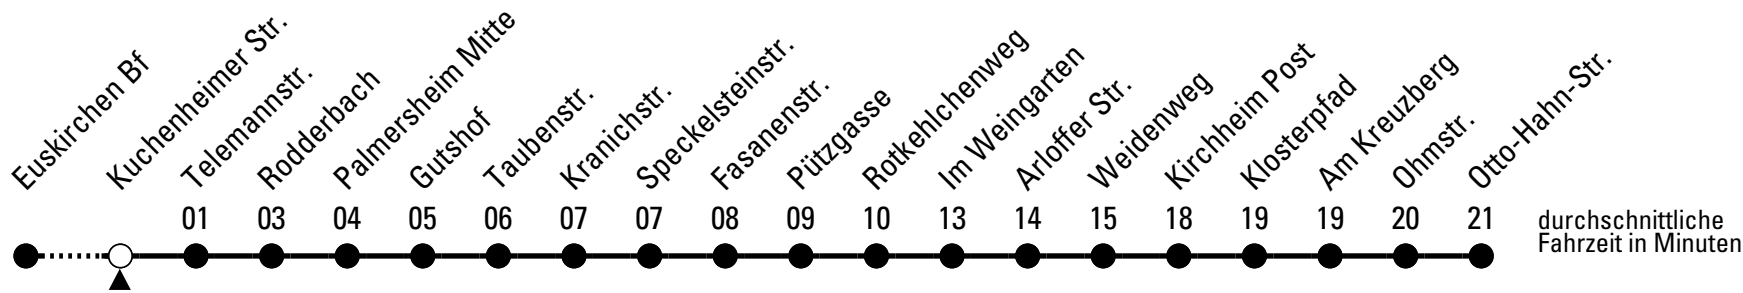 Euskirchen Bf
Kuchenheimer Str.
Telemannstr.
Rodderbach
Palmersheim Mitte
Gutshof
Taubenstr.
Kranichstr.
Speckelsteinstr.
Fasanenstr.
Pützgasse
Rotkehlchenweg
Im Weingarten
Arloffer Str.
Weidenweg
Kirchheim Post
Klosterpfad
Am Kreuzberg
Ohmstr.
Otto-Hahn-Str.
01 03 04 05 06 07 07 08 09 10 13 14 15 18 19 19 20 21
durchschnittliche
Fahrzeit in Minuten